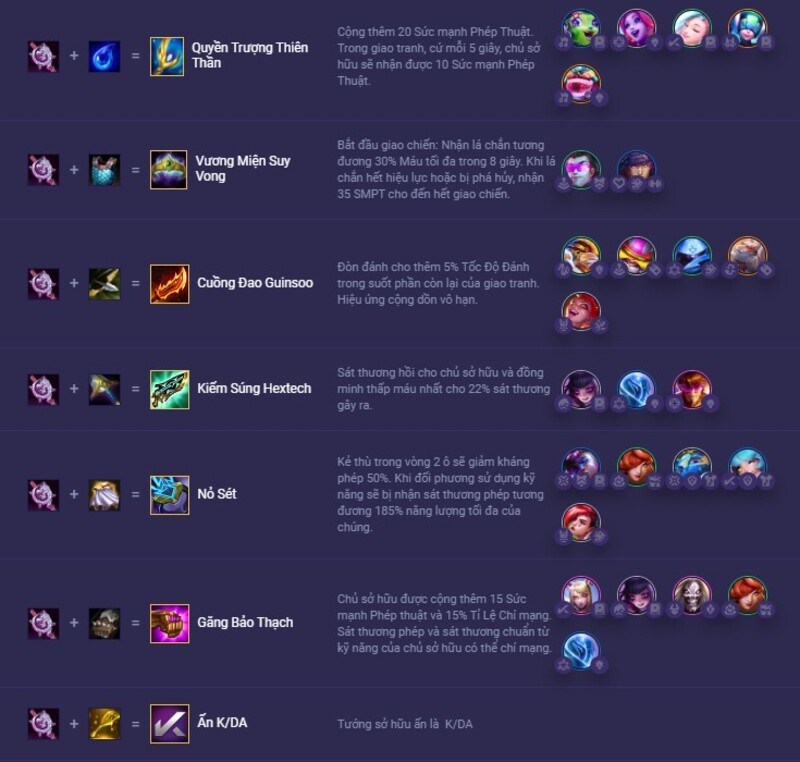 +
=
Quyền Trượng Thiên
Thần
Cộng thêm 20 Sức mạnh Phép Thuật.
Trong giao tranh, cứ mỗi 5 giây, chủ sở
hữu sẽ nhận được 10 Sức mạnh Phép
Thuật.
+
=
Vương Miện Suy
Vong
Bắt đầu giao chiến: Nhận lá chắn tương
đương 30% Máu tối đa trong 8 giây. Khi lá
chắn hết hiệu lực hoặc bị phá hủy, nhận
35 SMPT cho đến hết giao chiến.
+
=
Cuồng Đao Guinsoo
Đòn đánh cho thêm 5% Tốc Độ Đánh
trong suốt phần còn lại của giao tranh.
Hiệu ứng cộng dồn vô hạn.
+
=
Kiếm Súng Hextech
Sát thương hồi cho chủ sở hữu và đồng
minh thấp máu nhất cho 22% sát thương
gây ra.
+
=
Nỏ Sét
Kẻ thù trong vòng 2 ô sẽ giảm kháng
phép 50%. Khi đối phương sử dụng kỹ
năng sẽ bị nhận sát thương phép tương
đương 185% năng lượng tối đa của
chúng.
+
=
Găng Bảo Thạch
Chủ sở hữu được cộng thêm 15 Sức
mạnh Phép thuật và 15% Tỉ Lệ Chí mạng.
Sát thương phép và sát thương chuẩn từ
kỹ năng của chủ sở hữu có thể chí mạng.
+
=
Ấn K/DA
Tướng sở hữu ấn là K/DA